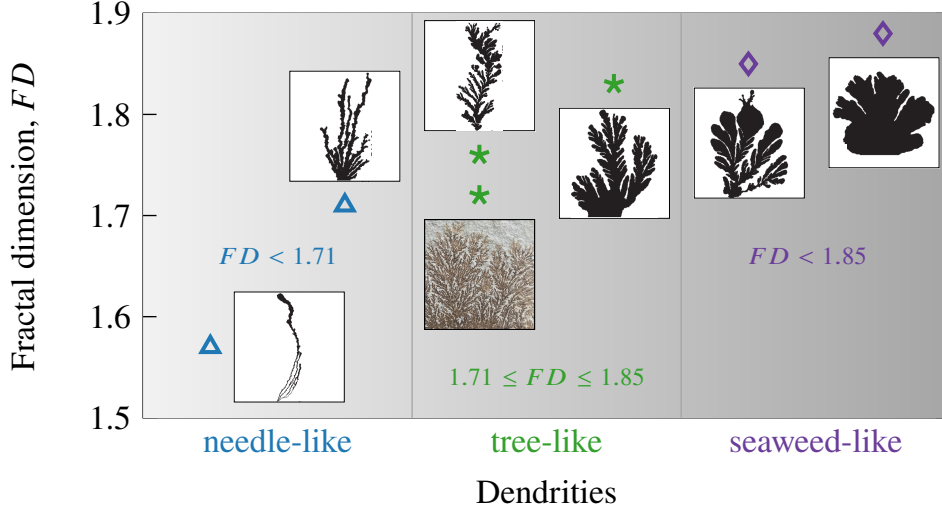 Fractal dimension, FD
1.9
1.8
1.7
1.6
1.5
FD < 1.71
1.71 ≤ FD ≤ 1.85
FD < 1.85
needle-like
tree-like
seaweed-like
Dendrities